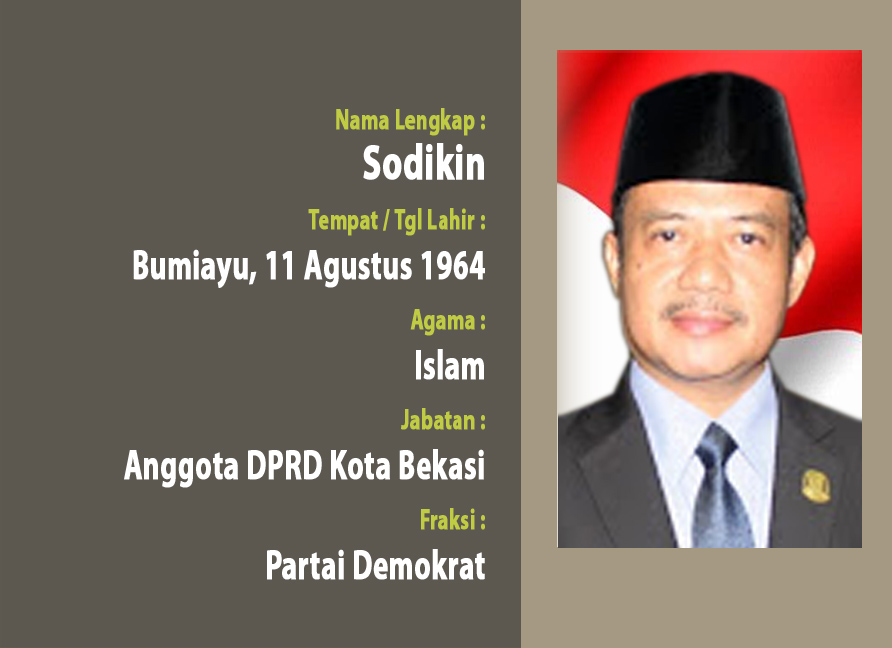 Nama Lengkap :
Sodikin
Tempat / Tgl Lahir :
Bumiayu, 11 Agustus 1964
Agama :
Islam
Jabatan :
Anggota DPRD Kota Bekasi
Fraksi :
Partai Demokrat